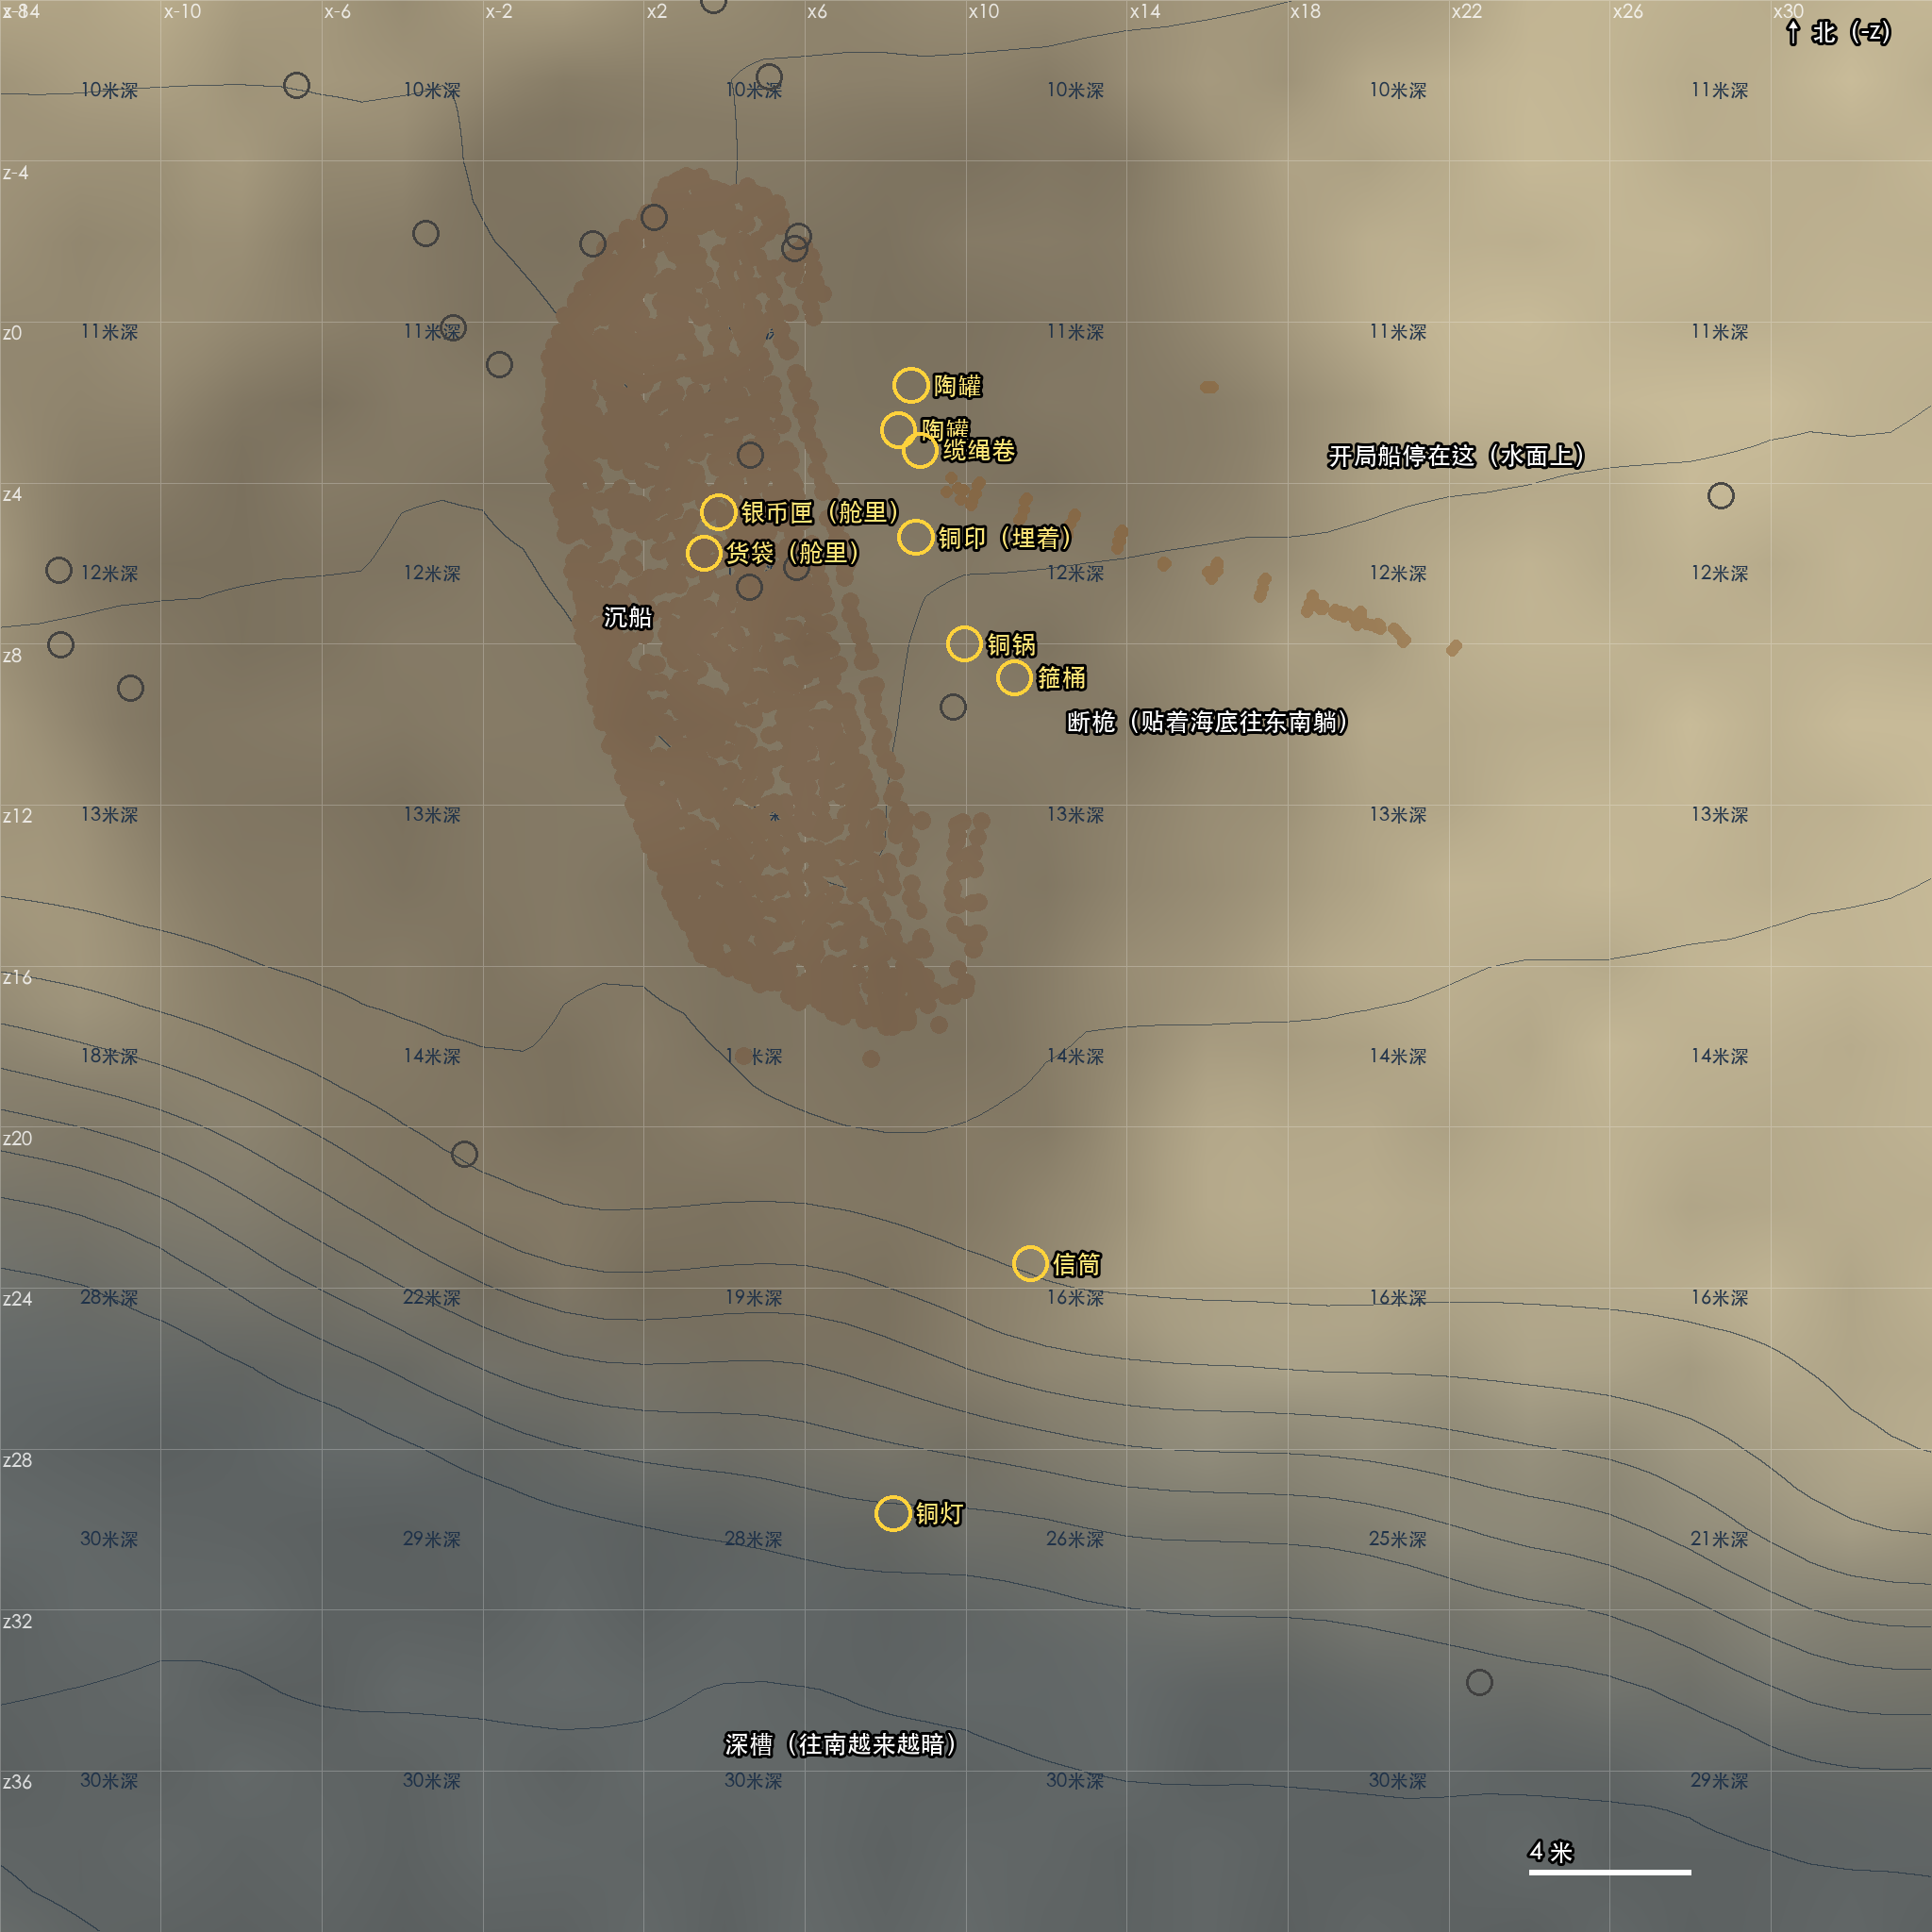 x-14 x-10 x-6 x-2 x2 x6 x10 x14 x18 x22 x26 x30
↑ 北（-Z）
10米深 10米深 10米深 10米深 10米深 11米深
z-4
z0
11米深 11米深 11米深 11米深 11米深
陶罐
陶罐
缆绳卷
开局船停在这（水面上）
z4
银币匣（舱里）
铜印（埋着）
货袋（舱里）
12米深 12米深 12米深 12米深 12米深
沉船
z8
铜锅
箍桶
断桅（贴着海底往东南躺）
z12
13米深 13米深 13米深 13米深 13米深
z16
18米深 14米深 14米深 14米深 14米深
z20
信筒
z24
28米深 22米深 19米深 16米深 16米深 16米深
z28
铜灯
30米深 29米深 28米深 26米深 25米深 21米深
z32
深槽（往南越来越暗）
z36
30米深 30米深 30米深 30米深 30米深 29米深
4 米